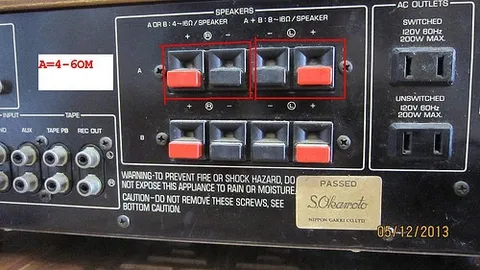 SPEAKERS
A OR B : 4~16Ω/SPEAKER A + B : 8~16Ω/SPEAKER
+ R - - L +
A
+ R - - L +
B
AC OUTLETS
SWITCHED
120V 60Hz
200W MAX.
UNSWITCHED
120V 60Hz
200W MAX.
A=4-6OM
INPUT TAPE
AUX TAPE PB REC OUT
L
R
WARNING-TO PREVENT FIRE OR SHOCK HAZARD, DO
NOT EXPOSE THIS APPLIANCE TO RAIN OR MOISTURE.
CAUTION-DO NOT REMOVE THESE SCREWS, SEE
BOTTOM CAUTION.
PASSED
S.Okamoto
NIPPON GAKKI CO., LTD
05/12/2013